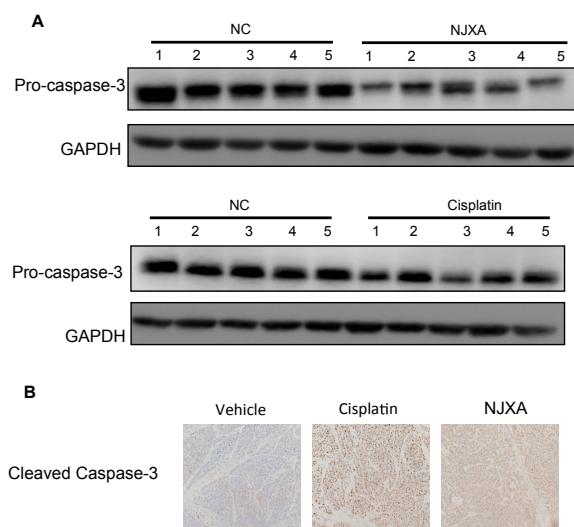 A
NC NJXA
1 2 3 4 5 1 2 3 4 5
Pro-caspase-3
GAPDH
NC Cisplatin
1 2 3 4 5 1 2 3 4 5
Pro-caspase-3
GAPDH
B
Vehicle Cisplatin NJXA
Cleaved Caspase-3